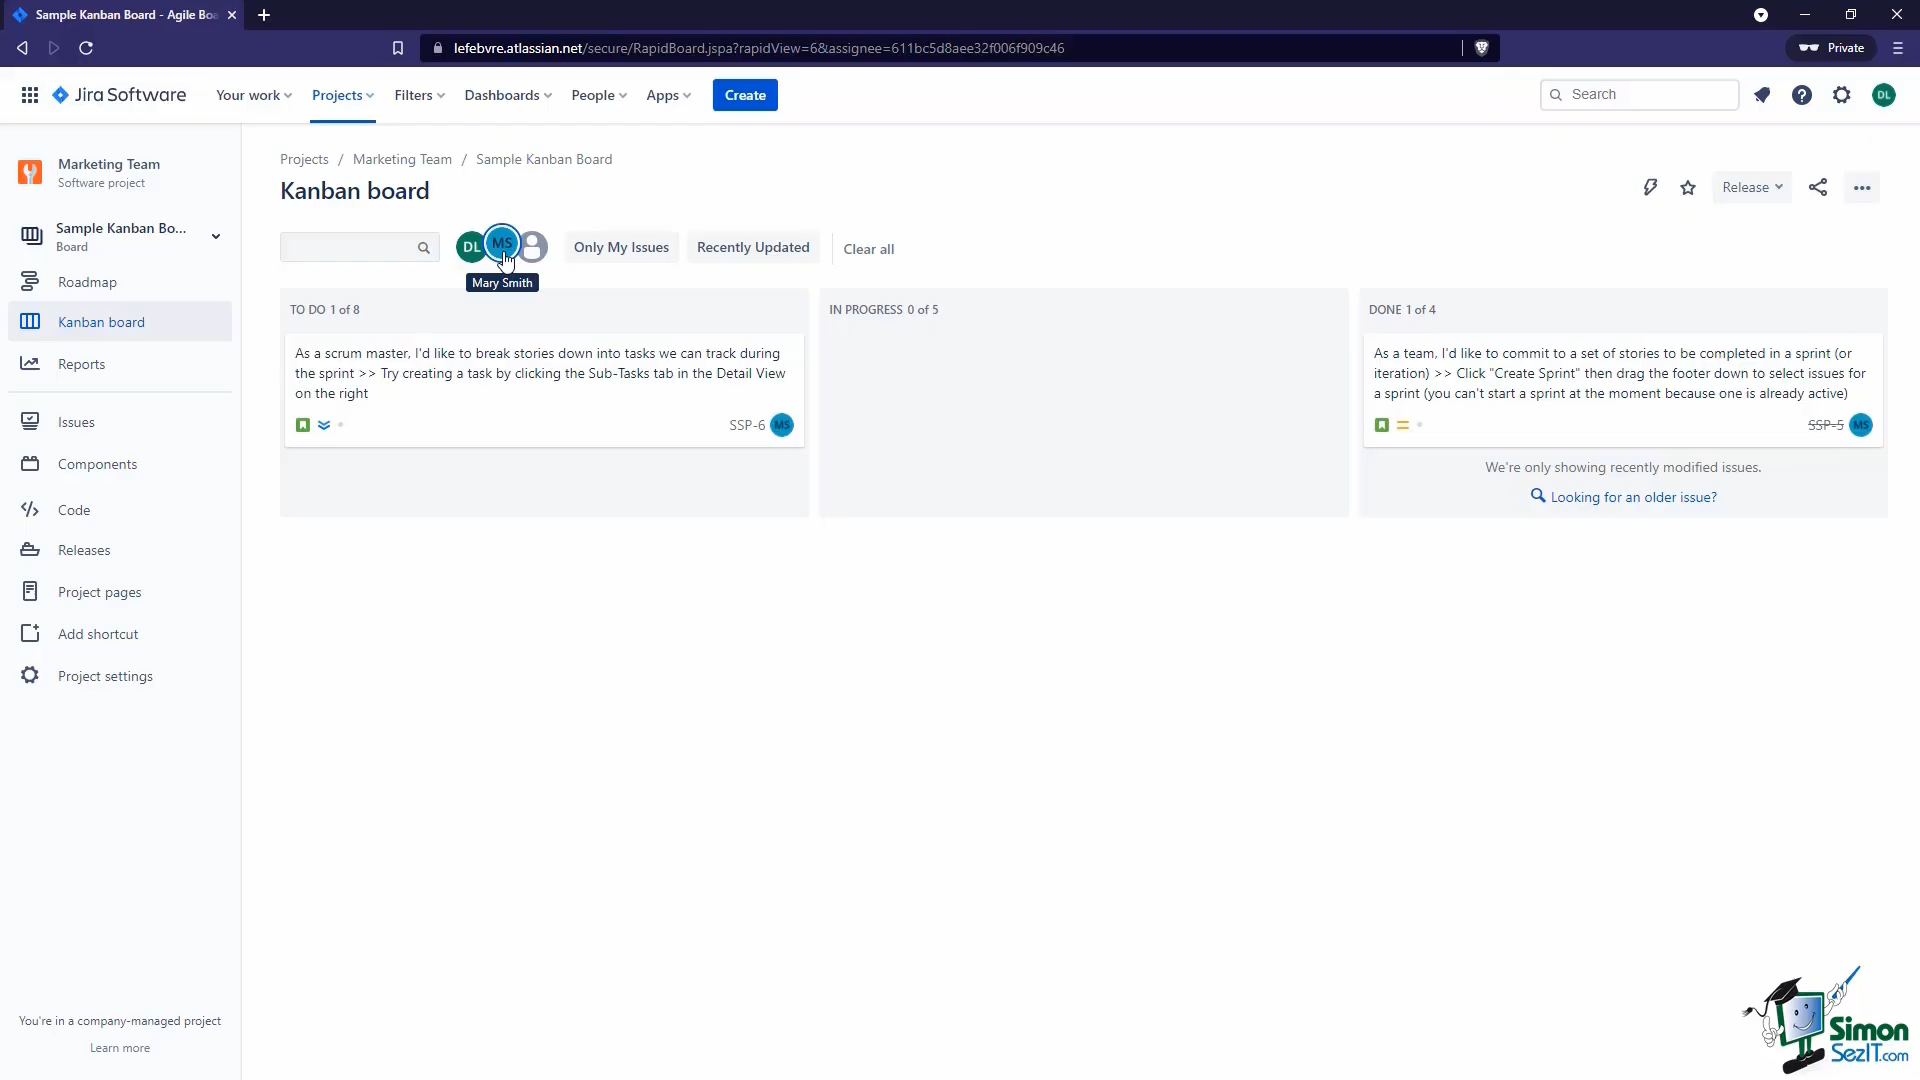 Sample Kanban Board - Agile Boa
lefebvre.atlassian.net/secure/RapidBoard.jspa?rapidView=6&assignee=611bc5d8aee32f006f909c46
Private
Jira Software
Your work
Projects
Filters
Dashboards
People
Apps
Create
Search
DL
Marketing Team
Software project
Sample Kanban Bo...
Board
Roadmap
Kanban board
Reports
Issues
Components
Code
Releases
Project pages
Add shortcut
Project settings
You're in a company-managed project
Learn more
Projects / Marketing Team / Sample Kanban Board
Kanban board
Release
DL
MS
Only My Issues
Recently Updated
Clear all
Mary Smith
TO DO 1 of 8
As a scrum master, I'd like to break stories down into tasks we can track during
the sprint >> Try creating a task by clicking the Sub-Tasks tab in the Detail View
on the right
SSP-6
MS
IN PROGRESS 0 of 5
DONE 1 of 4
As a team, I'd like to commit to a set of stories to be completed in a sprint (or
iteration) >> Click "Create Sprint" then drag the footer down to select issues for
a sprint (you can't start a sprint at the moment because one is already active)
SSP-5
MS
We're only showing recently modified issues.
Looking for an older issue?
Simon
SezIT.com